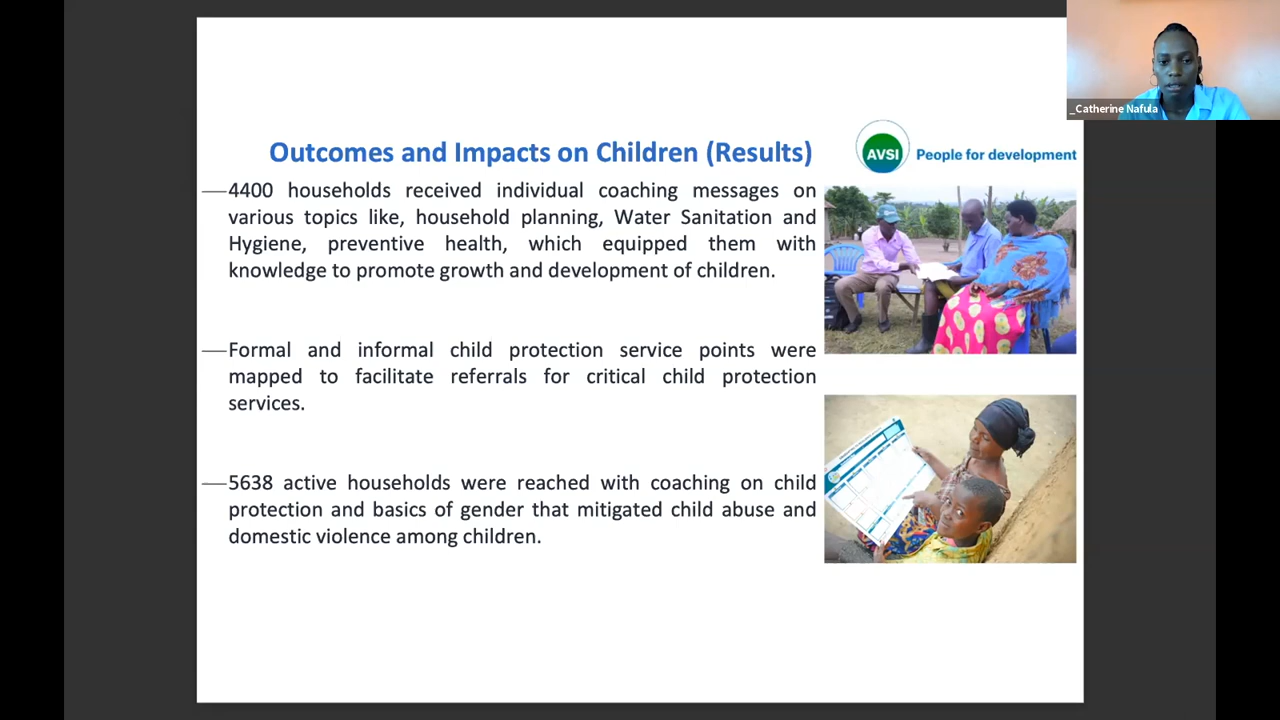 _Catherine Nafula
Outcomes and Impacts on Children (Results)
AVSI
People for development
—4400 households received individual coaching messages on
various topics like, household planning, Water Sanitation and
Hygiene, preventive health, which equipped them with
knowledge to promote growth and development of children.
—Formal and informal child protection service points were
mapped to facilitate referrals for critical child protection
services.
—5638 active households were reached with coaching on child
protection and basics of gender that mitigated child abuse and
domestic violence among children.